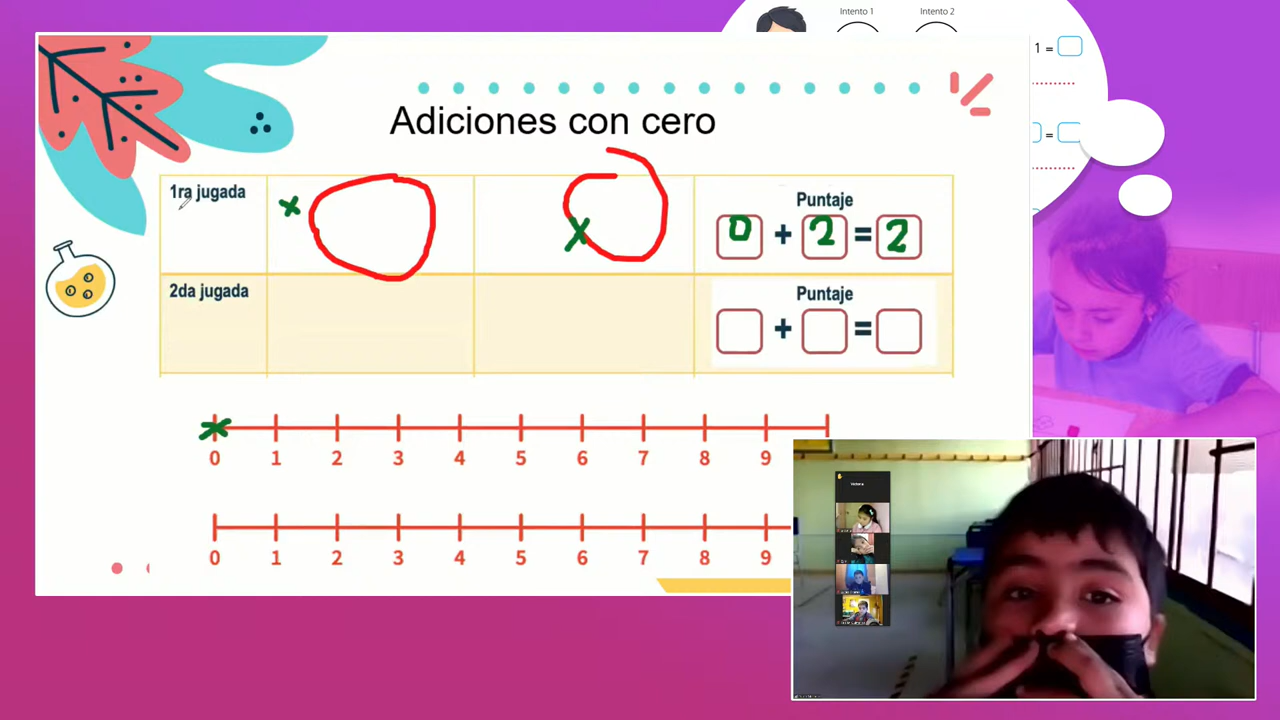 Intento 1 Intento 2
1 =
=
Adiciones con cero
1ra jugada
x
x
Puntaje
0 + 2 = 2
2da jugada
Puntaje
+ =
0 1 2 3 4 5 6 7 8 9
0 1 2 3 4 5 6 7 8 9